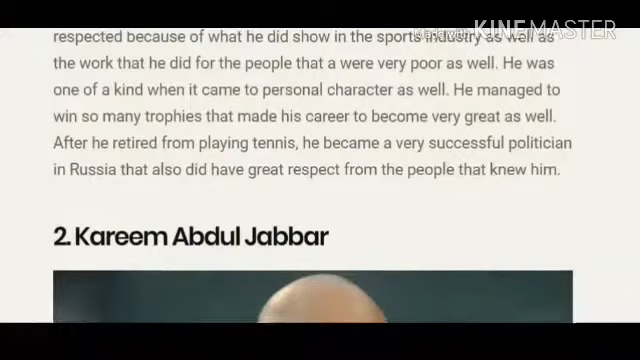 Made with KINEMASTER
respected because of what he did show in the sports industry as well as
the work that he did for the people that a were very poor as well. He was
one of a kind when it came to personal character as well. He managed to
win so many trophies that made his career to become very great as well.
After he retired from playing tennis, he became a very successful politician
in Russia that also did have great respect from the people that knew him.
2. Kareem Abdul Jabbar